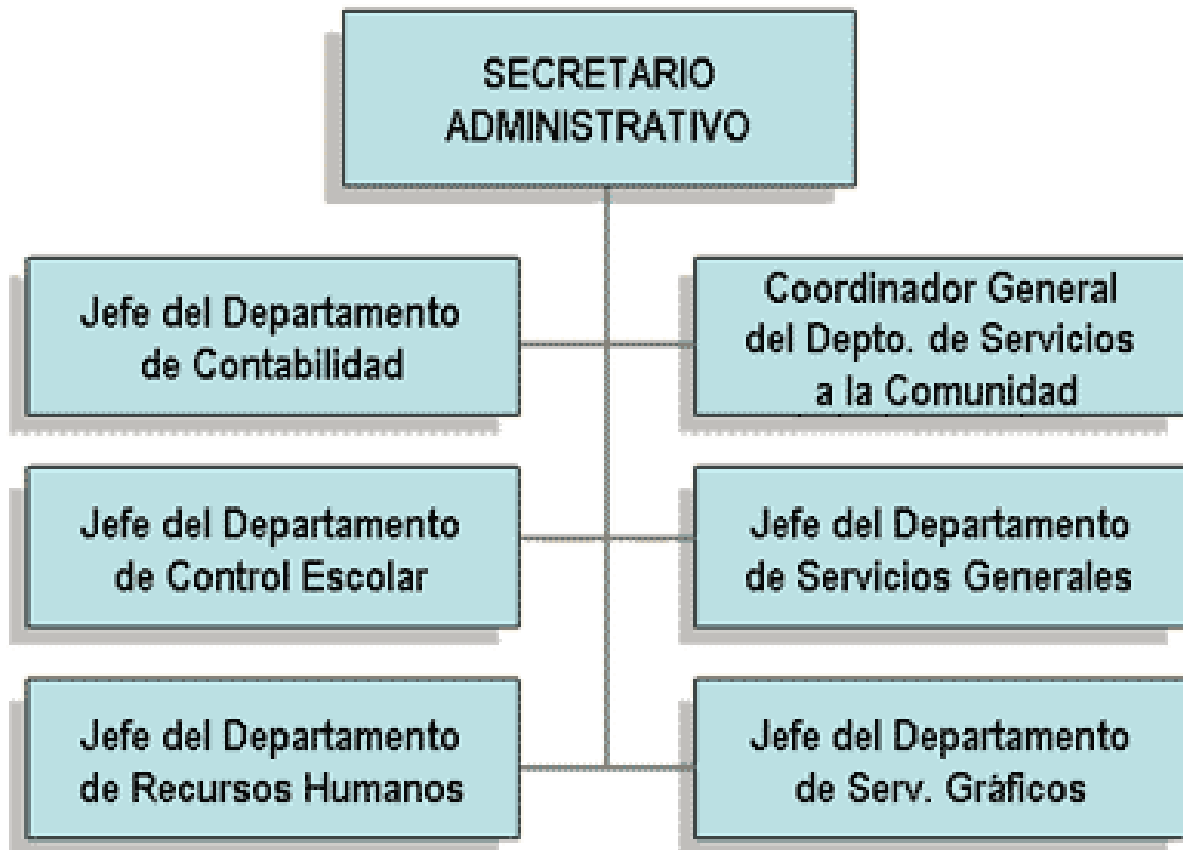 SECRETARIO
ADMINISTRATIVO
Jefe del Departamento
de Contabilidad
Coordinador General
del Depto. de Servicios
a la Comunidad
Jefe del Departamento
de Control Escolar
Jefe del Departamento
de Servicios Generales
Jefe del Departamento
de Recursos Humanos
Jefe del Departamento
de Serv. Gráficos